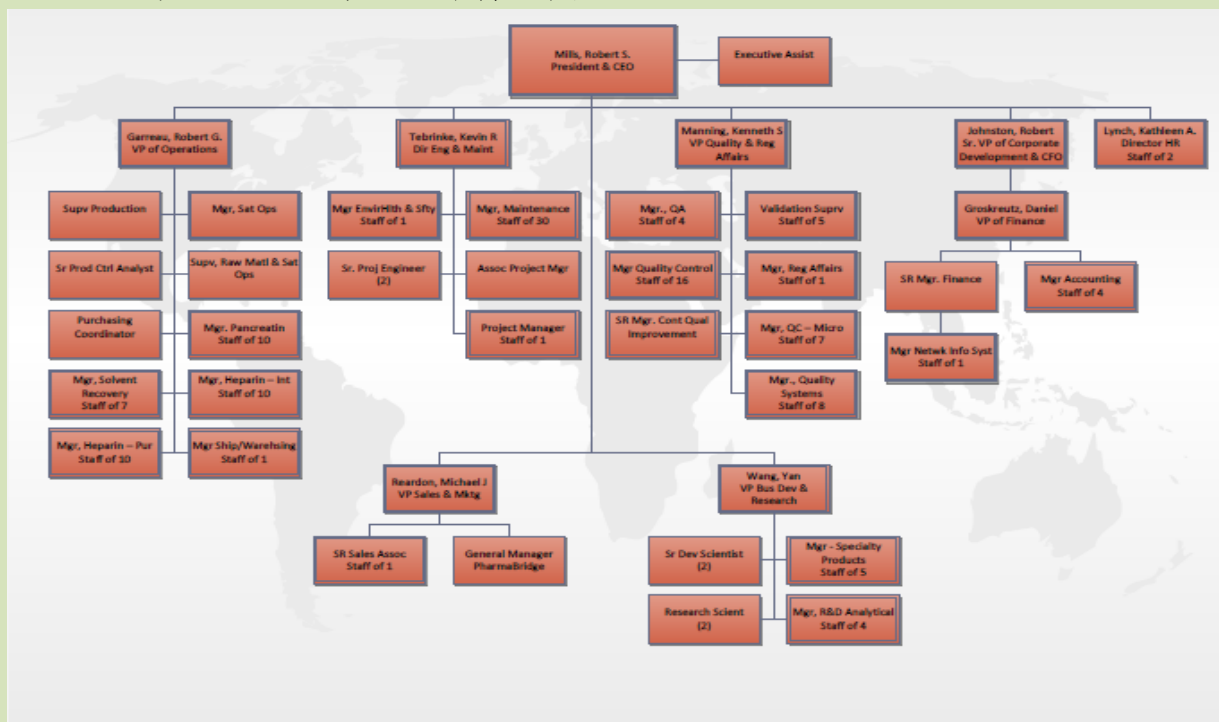 Mills, Robert S.
President & CEO
Executive Assist
Garreau, Robert G.
VP of Operations
Tebrinke, Kevin R
Dir Eng & Maint
Manning, Kenneth S
VP Quality & Reg
Affairs
Johnston, Robert
Sr. VP of Corporate
Development & CFO
Lynch, Kathleen A.
Director HR
Staff of 2
Supv Production
Mgr, Sat Ops
Sr Prod Ctrl Analyst
Supv, Raw Matl & Sat
Ops
Purchasing
Coordinator
Mgr. Pancreatin
Staff of 10
Mgr, Solvent
Recovery
Staff of 7
Mgr, Heparin – Int
Staff of 10
Mgr, Heparin – Pur
Staff of 10
Mgr Ship/Warehsing
Staff of 1
Mgr EnvirHlth & Sfty
Staff of 1
Mgr, Maintenance
Staff of 30
Sr. Proj Engineer
(2)
Assoc Project Mgr
Project Manager
Staff of 1
Mgr., QA
Staff of 4
Validation Suprv
Staff of 5
Mgr Quality Control
Staff of 16
Mgr, Reg Affairs
Staff of 1
SR Mgr. Cont Qual
Improvement
Mgr, QC – Micro
Staff of 7
Mgr., Quality
Systems
Staff of 8
Groskreutz, Daniel
VP of Finance
SR Mgr. Finance
Mgr Accounting
Staff of 4
Mgr Netwk Info Syst
Staff of 1
Reardon, Michael J
VP Sales & Mktg
SR Sales Assoc
Staff of 1
General Manager
PharmaBridge
Wang, Yan
VP Bus Dev &
Research
Sr Dev Scientist
(2)
Mgr - Specialty
Products
Staff of 5
Research Scient
(2)
Mgr, R&D Analytical
Staff of 4